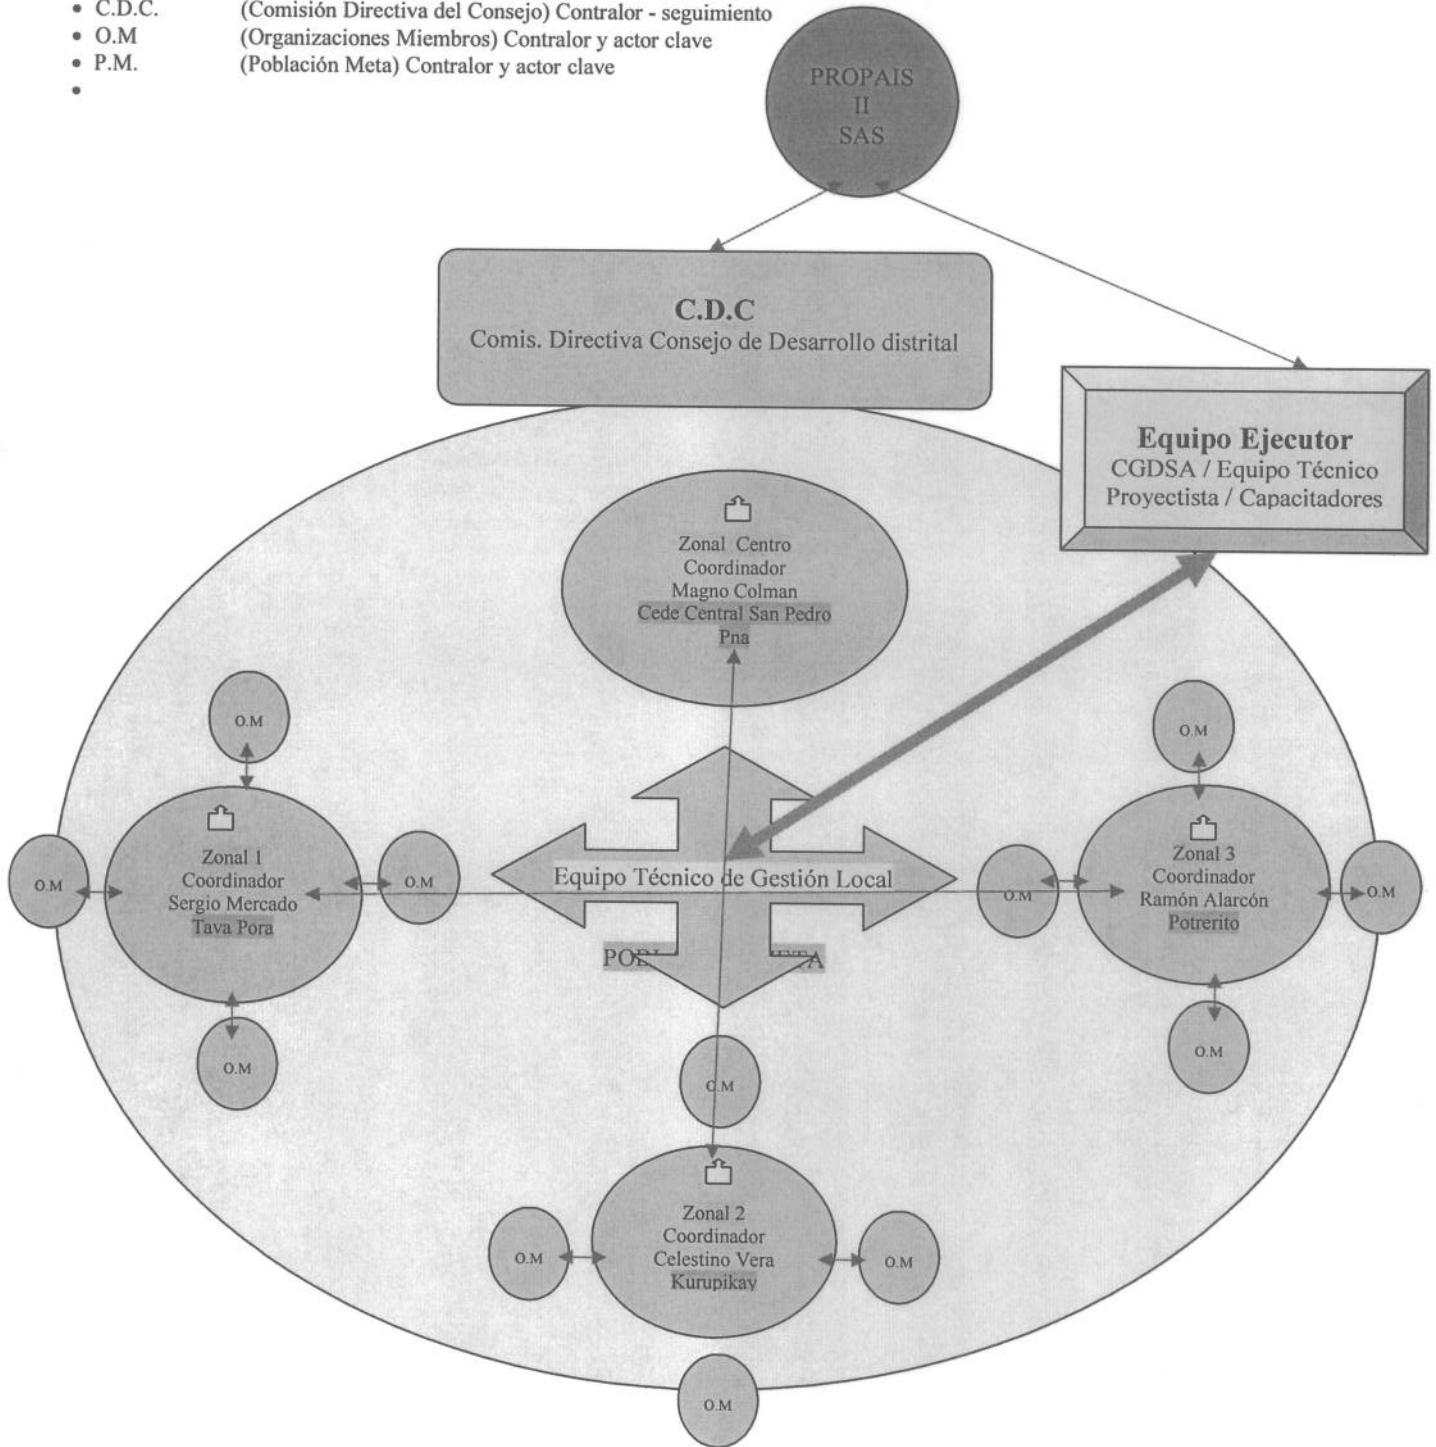 • C.D.C. (Comisión Directiva del Consejo) Contralor - seguimiento
• O.M (Organizaciones Miembros) Contralor y actor clave
• P.M. (Población Meta) Contralor y actor clave
•
PROPAIS
II
SAS
C.D.C
Comis. Directiva Consejo de Desarrollo distrital
Equipo Ejecutor
CGDSA / Equipo Técnico
Proyectista / Capacitadores
Zonal Centro
Coordinador
Magno Colman
Cede Central San Pedro
Pna
O.M
O.M
O.M
Zonal 1
Coordinador
Sergio Mercado
Tava Pora
O.M
O.M
Equipo Técnico de Gestión Local
O.M
Zonal 3
Coordinador
Ramón Alarcón
Potrerito
O.M
O.M
O.M
O.M
Zonal 2
Coordinador
Celestino Vera
Kurupikay
O.M
O.M
O.M